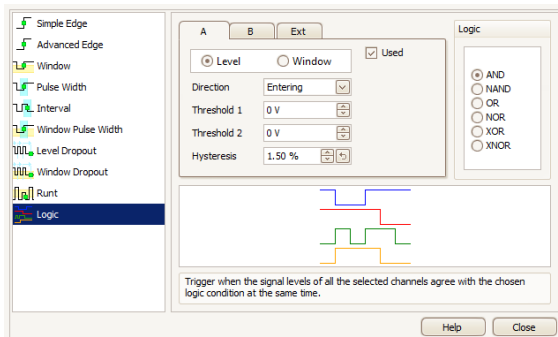 Simple Edge
Advanced Edge
Window
Pulse Width
Interval
Window Pulse Width
Level Dropout
Window Dropout
Runt
Logic
A B Ext
Level Window Used
Direction Entering
Threshold 1 0 V
Threshold 2 0 V
Hysteresis 1.50 %
Logic
AND
NAND
OR
NOR
XOR
XNOR
Trigger when the signal levels of all the selected channels agree with the chosen
logic condition at the same time.
Help Close